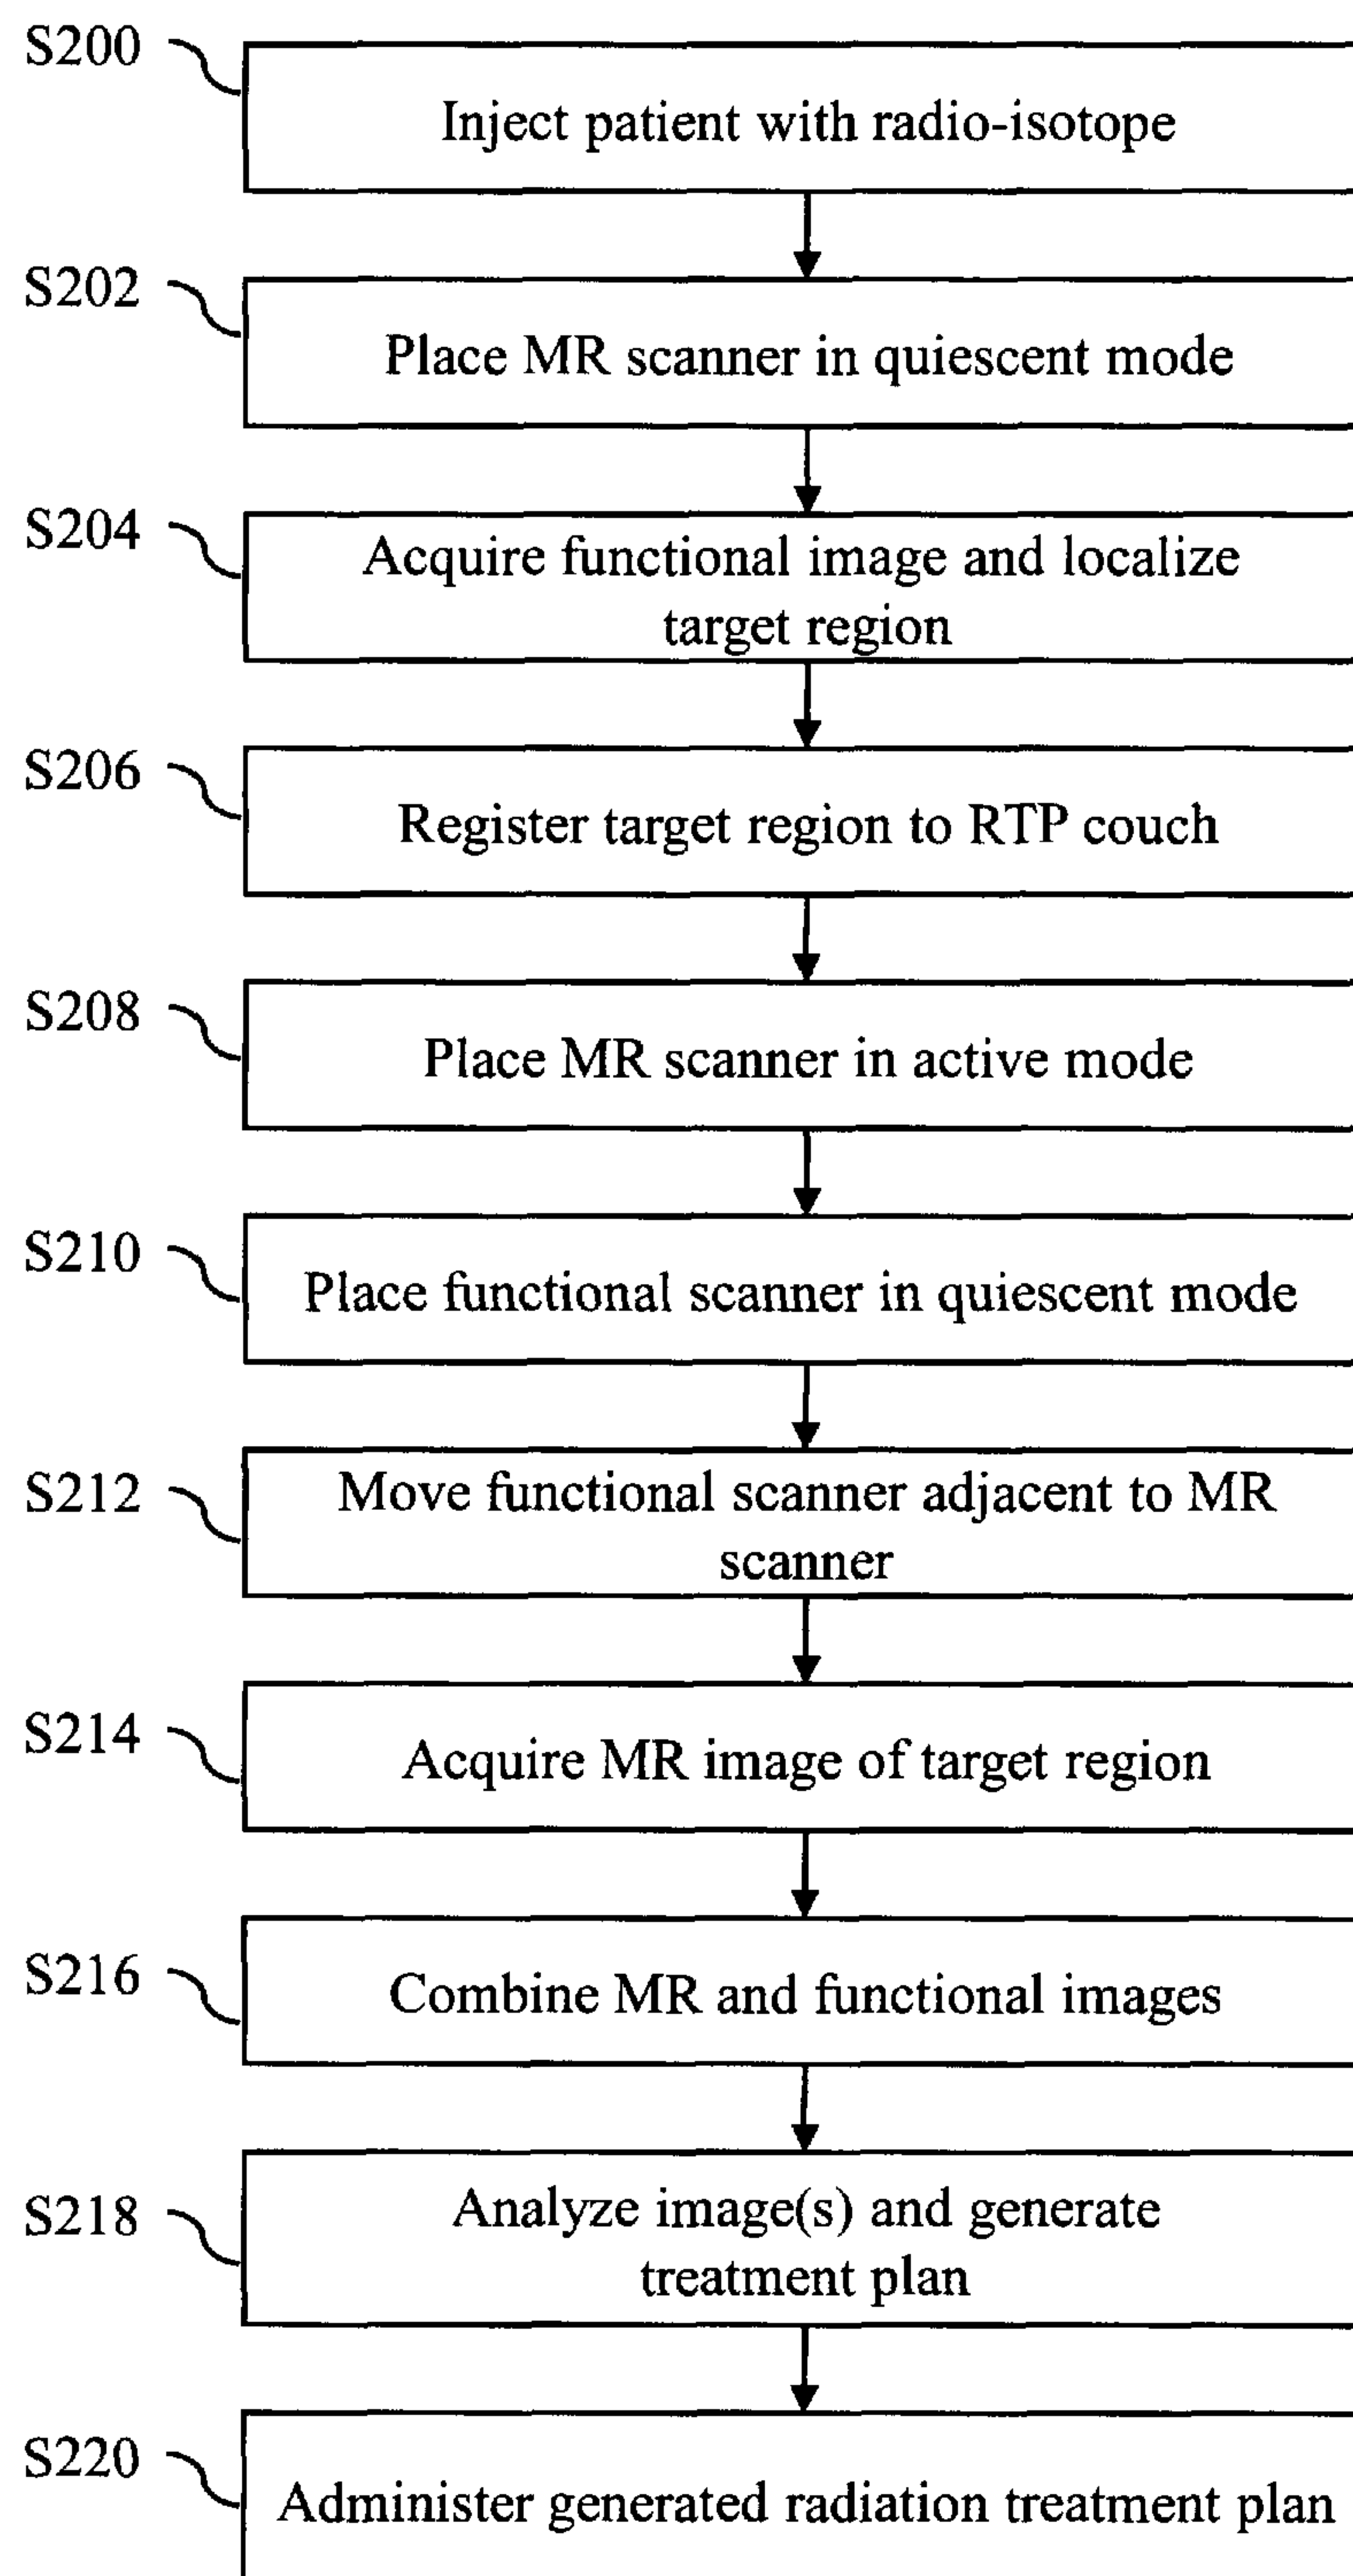 S200
Inject patient with radio-isotope
S202
Place MR scanner in quiescent mode
S204
Acquire functional image and localize
target region
S206
Register target region to RTP couch
S208
Place MR scanner in active mode
S210
Place functional scanner in quiescent mode
S212
Move functional scanner adjacent to MR
scanner
S214
Acquire MR image of target region
S216
Combine MR and functional images
S218
Analyze image(s) and generate
treatment plan
S220
Administer generated radiation treatment plan